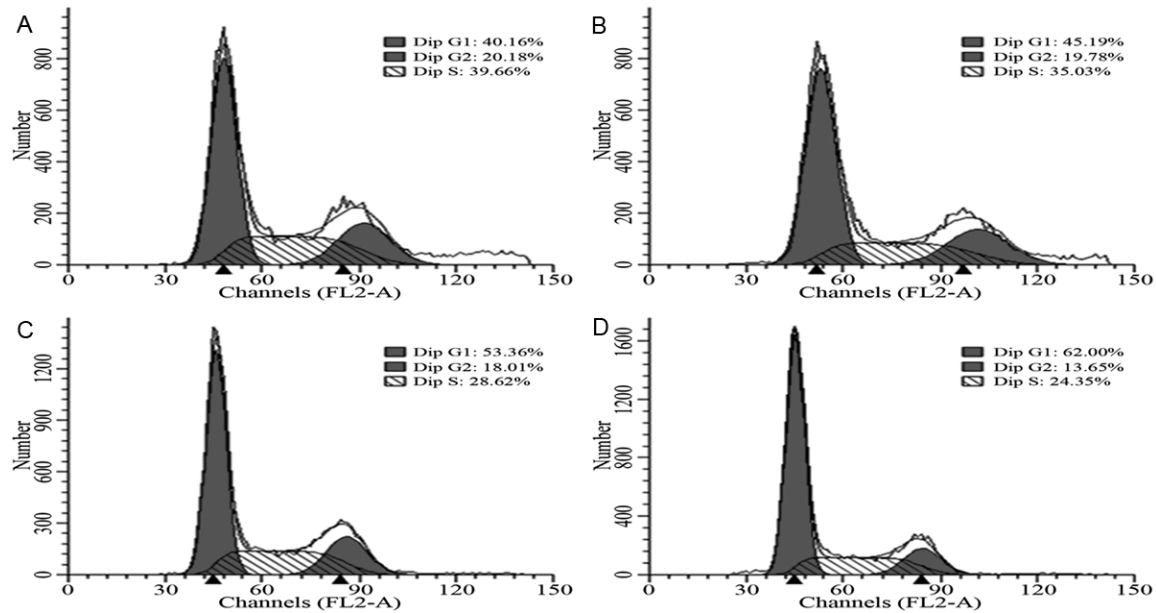 A
Dip G1: 40.16%
Dip G2: 20.18%
Dip S: 39.66%
Number
0 200 400 600 800
0 30 60 90 120 150
Channels (FL2-A)
B
Dip G1: 45.19%
Dip G2: 19.78%
Dip S: 35.03%
Number
0 200 400 600 800
0 30 60 90 120 150
Channels (FL2-A)
C
Dip G1: 53.36%
Dip G2: 18.01%
Dip S: 28.62%
Number
0 300 600 900 1200
0 30 60 90 120 150
Channels (FL2-A)
D
Dip G1: 62.00%
Dip G2: 13.65%
Dip S: 24.35%
Number
0 400 800 1200 1600
0 30 60 90 120 150
Channels (FL2-A)